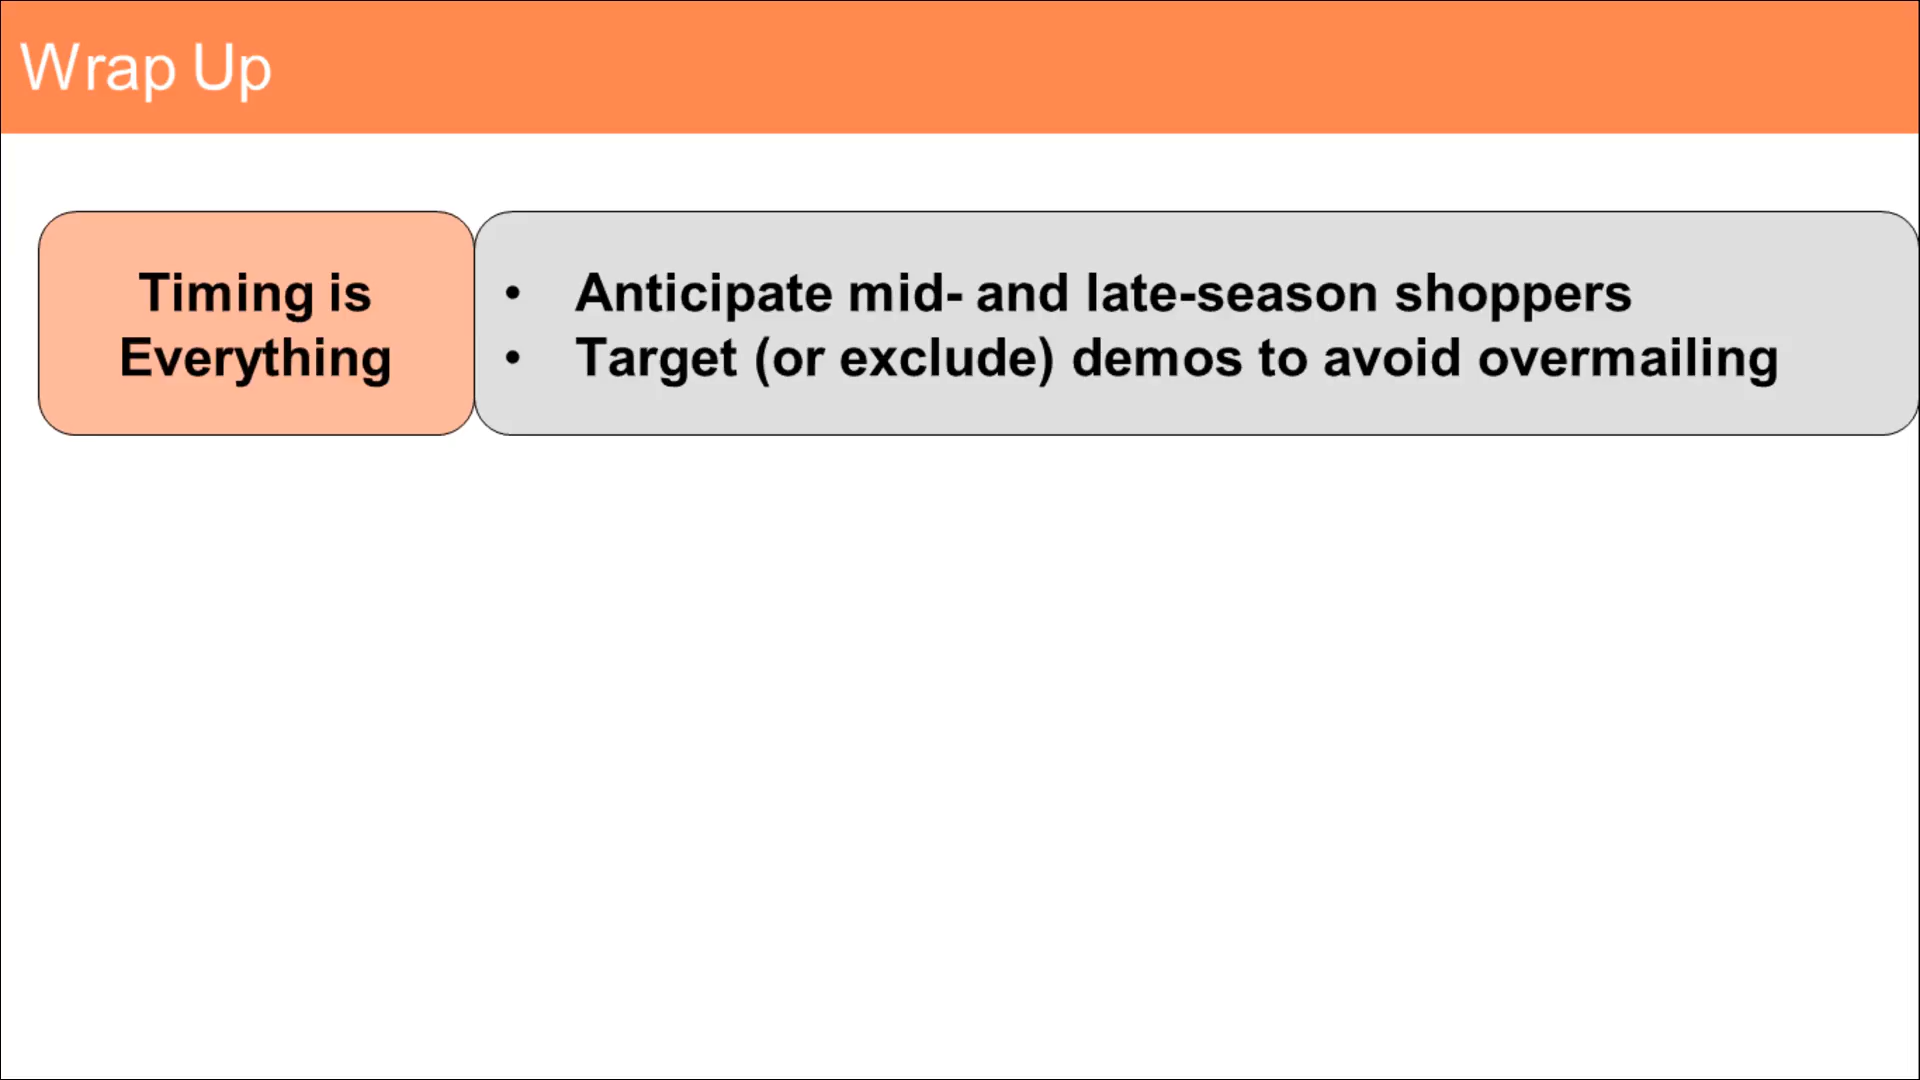 Wrap Up
Timing is
Everything
• Anticipate mid- and late-season shoppers
• Target (or exclude) demos to avoid overmailing